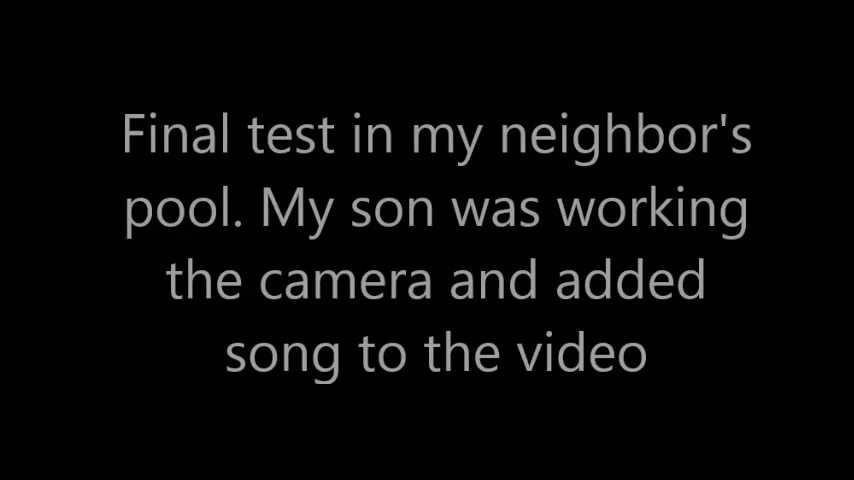 Final test in my neighbor's
pool. My son was working
the camera and added
song to the video